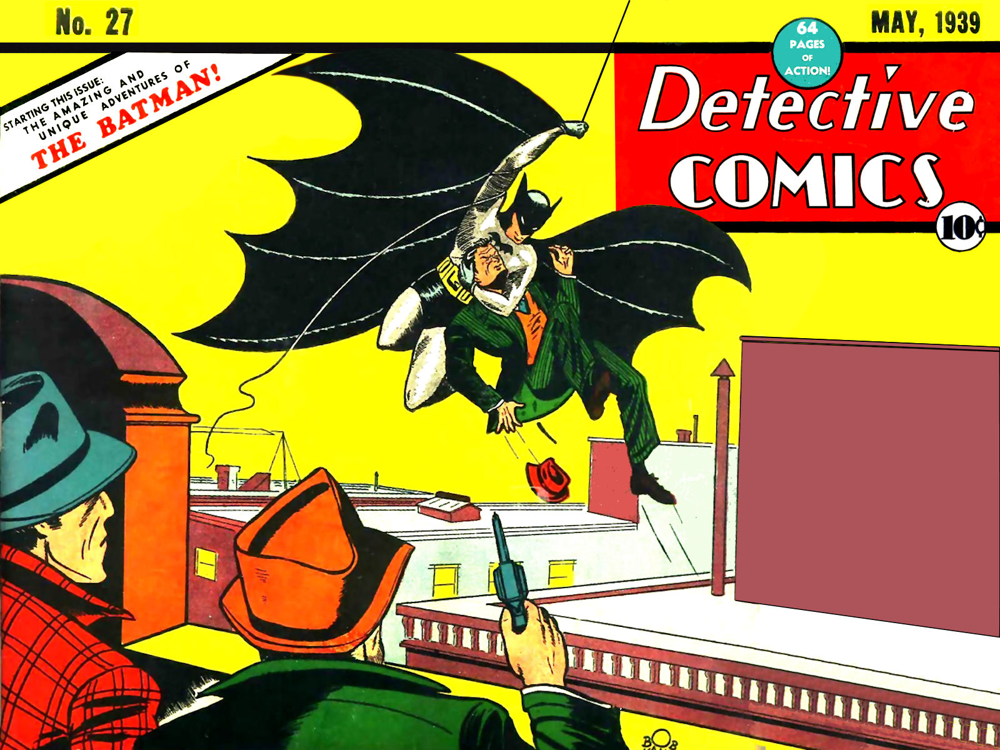 No. 27
MAY, 1939
64
PAGES
OF
ACTION!
STARTING THIS ISSUE:
THE AMAZING AND
UNIQUE ADVENTURES OF
THE BATMAN!
Detective
COMICS
10¢
BOB